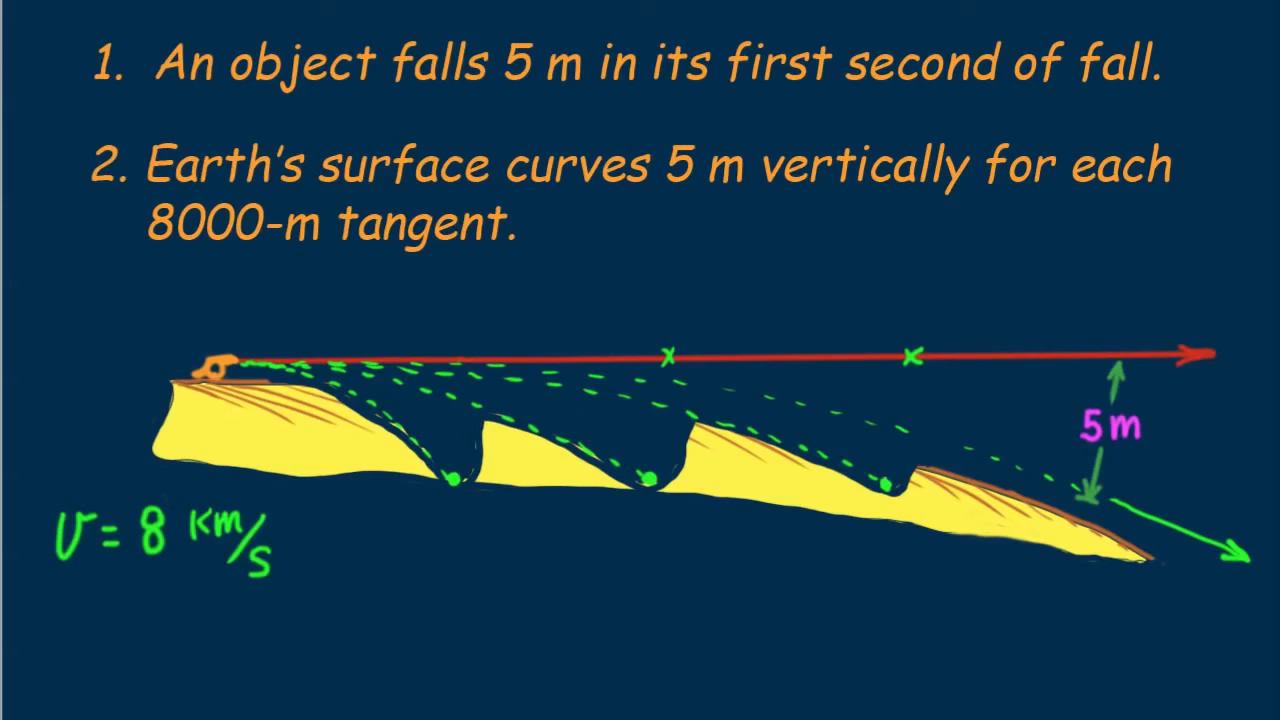 1. An object falls 5 m in its first second of fall.
2. Earth's surface curves 5 m vertically for each
8000-m tangent.
5 m
v = 8 km/s